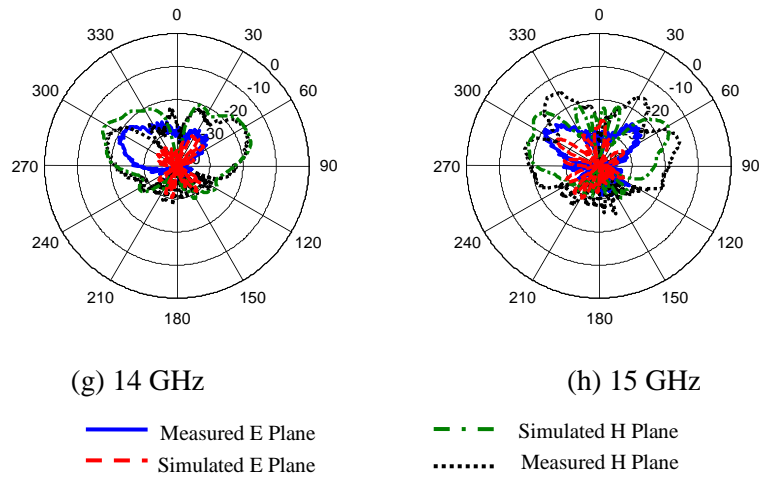 0
330 30
0
300 -10 60
-20
30
270 90
240 120
210 150
180
(g) 14 GHz
0
330 30
0
300 -10 60
20
270 90
240 120
210 150
180
(h) 15 GHz
Measured E Plane
Simulated E Plane
Simulated H Plane
Measured H Plane